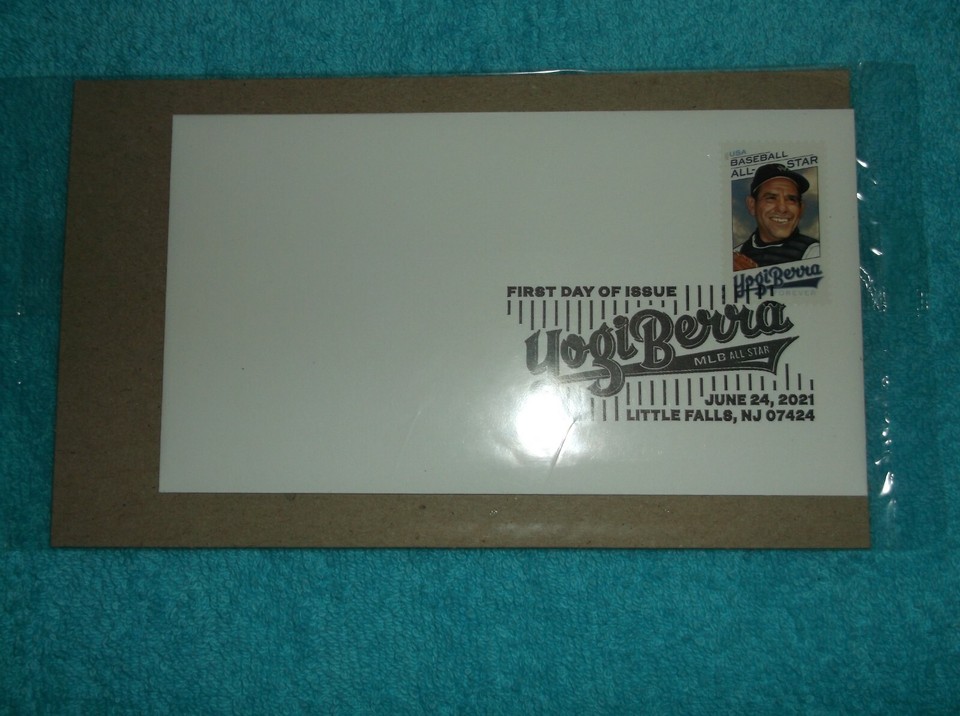 USA
BASEBALL
ALL-STAR
Yogi Berra
FOREVER
FIRST DAY OF ISSUE
Yogi Berra
MLB ALL STAR
JUNE 24, 2021
LITTLE FALLS, NJ 07424